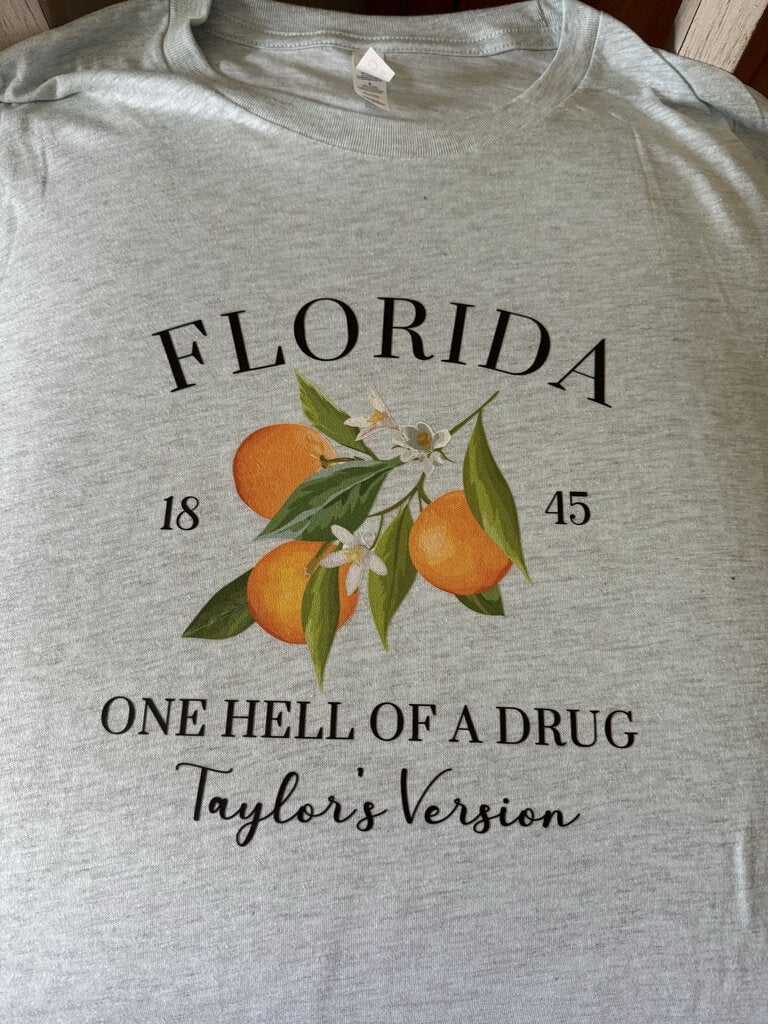 FLORIDA
18 45
ONE HELL OF A DRUG
Taylor's Version